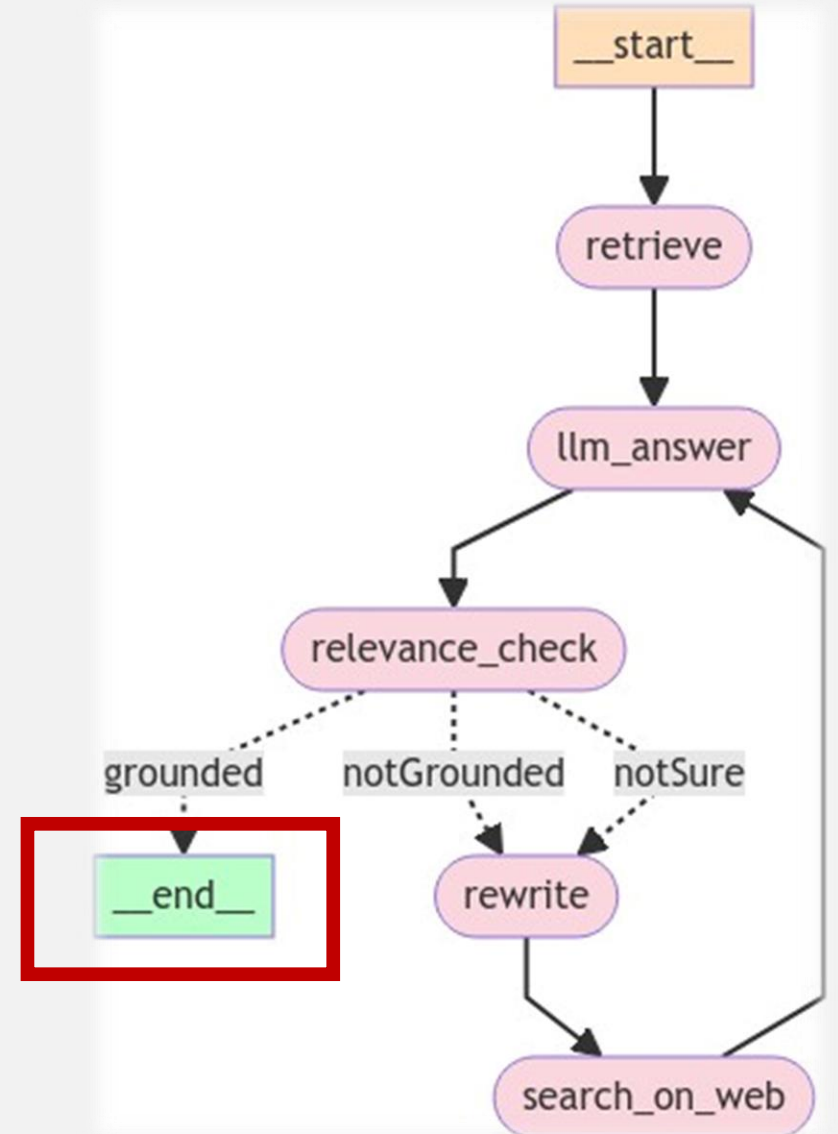 __start__
retrieve
llm_answer
relevance_check
grounded
notGrounded
notSure
__end__
rewrite
search_on_web